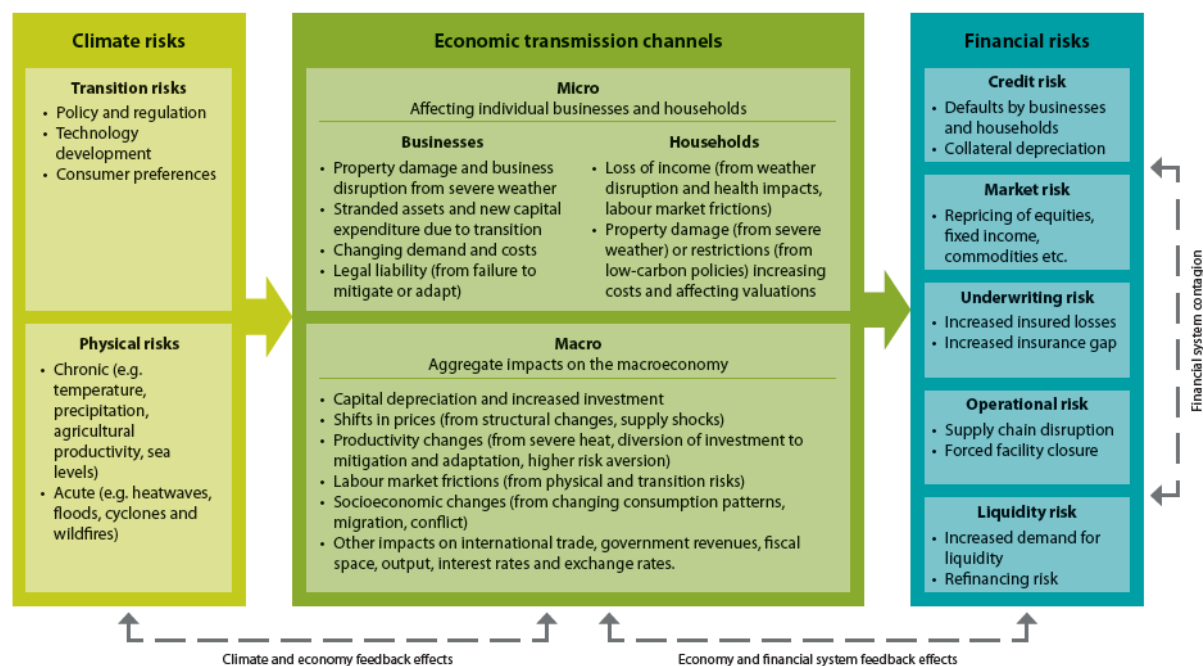 Climate risks
Transition risks
• Policy and regulation
• Technology
development
• Consumer preferences
Physical risks
• Chronic (e.g.
temperature,
precipitation,
agricultural
productivity, sea
levels)
• Acute (e.g. heatwaves,
floods, cyclones and
wildfires)
Economic transmission channels
Micro
Affecting individual businesses and households
Businesses
• Property damage and business
disruption from severe weather
• Stranded assets and new capital
expenditure due to transition
• Changing demand and costs
• Legal liability (from failure to
mitigate or adapt)
Households
• Loss of income (from weather
disruption and health impacts,
labour market frictions)
• Property damage (from severe
weather) or restrictions (from
low-carbon policies) increasing
costs and affecting valuations
Macro
Aggregate impacts on the macroeconomy
• Capital depreciation and increased investment
• Shifts in prices (from structural changes, supply shocks)
• Productivity changes (from severe heat, diversion of investment to
mitigation and adaptation, higher risk aversion)
• Labour market frictions (from physical and transition risks)
• Socioeconomic changes (from changing consumption patterns,
migration, conflict)
• Other impacts on international trade, government revenues, fiscal
space, output, interest rates and exchange rates.
Financial risks
Credit risk
• Defaults by businesses
and households
• Collateral depreciation
Market risk
• Repricing of equities,
fixed income,
commodities etc.
Underwriting risk
• Increased insured losses
• Increased insurance gap
Operational risk
• Supply chain disruption
• Forced facility closure
Liquidity risk
• Increased demand for
liquidity
• Refinancing risk
Financial system contagion
Climate and economy feedback effects
Economy and financial system feedback effects